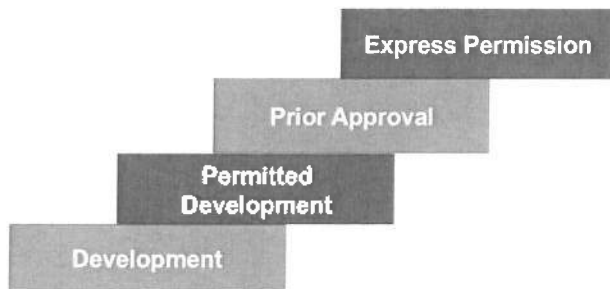 Express Permission
Prior Approval
Permitted
Development
Development